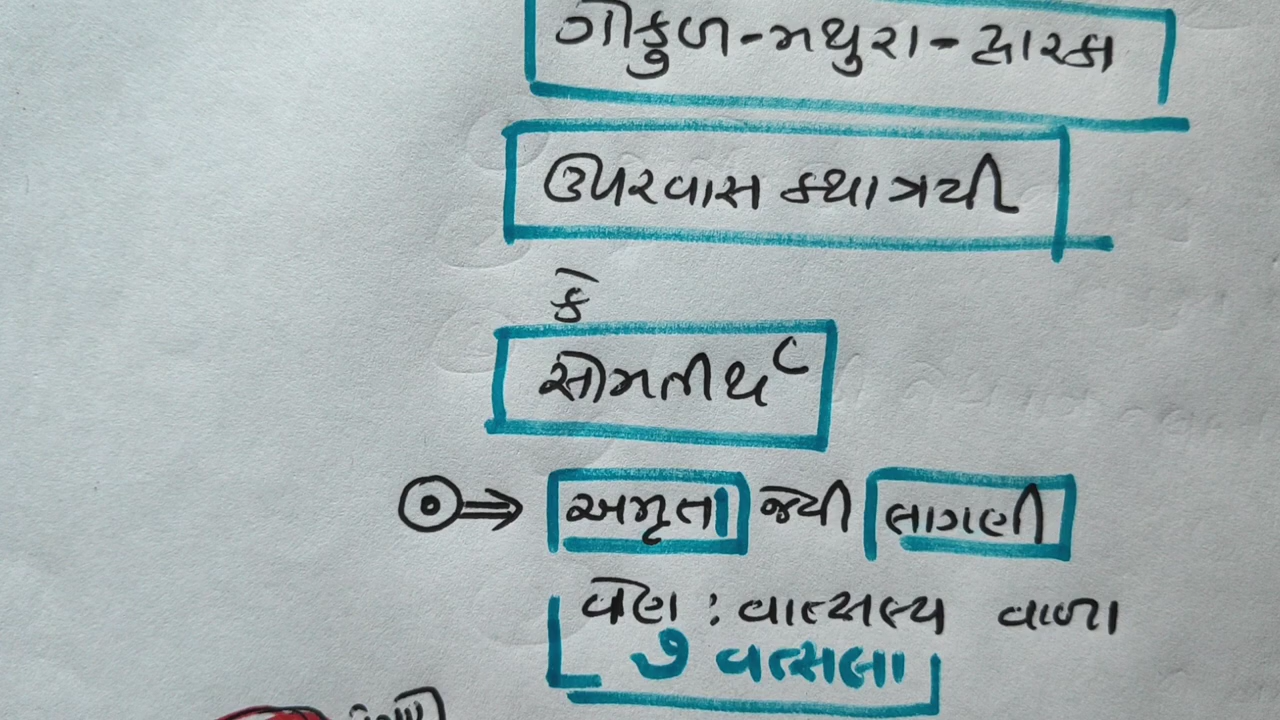 ગોકુળ-મથુરા-દ્વારકા
ઉપરવાસ કથાત્રયી
કે
સોમતીર્થ
અમૃતા જેવી લાગણી
વેણ : વાત્સલ્ય વાળા
૭ વત્સલા